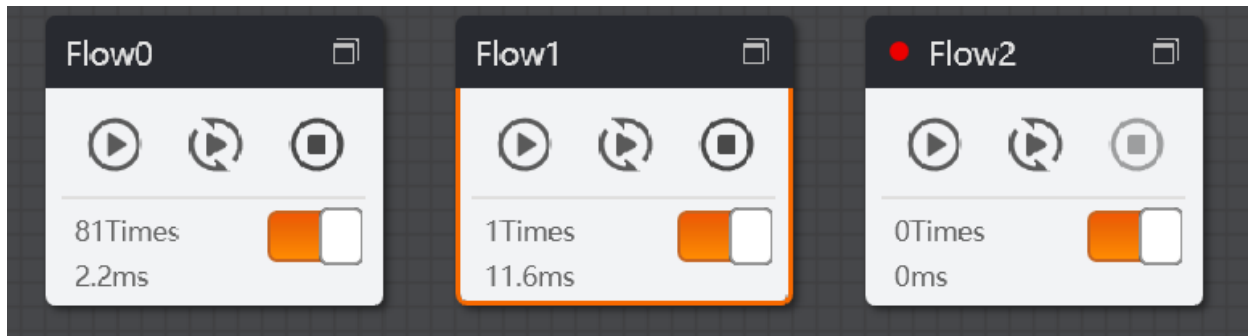 Flow0
81Times
2.2ms
Flow1
1Times
11.6ms
Flow2
0Times
0ms